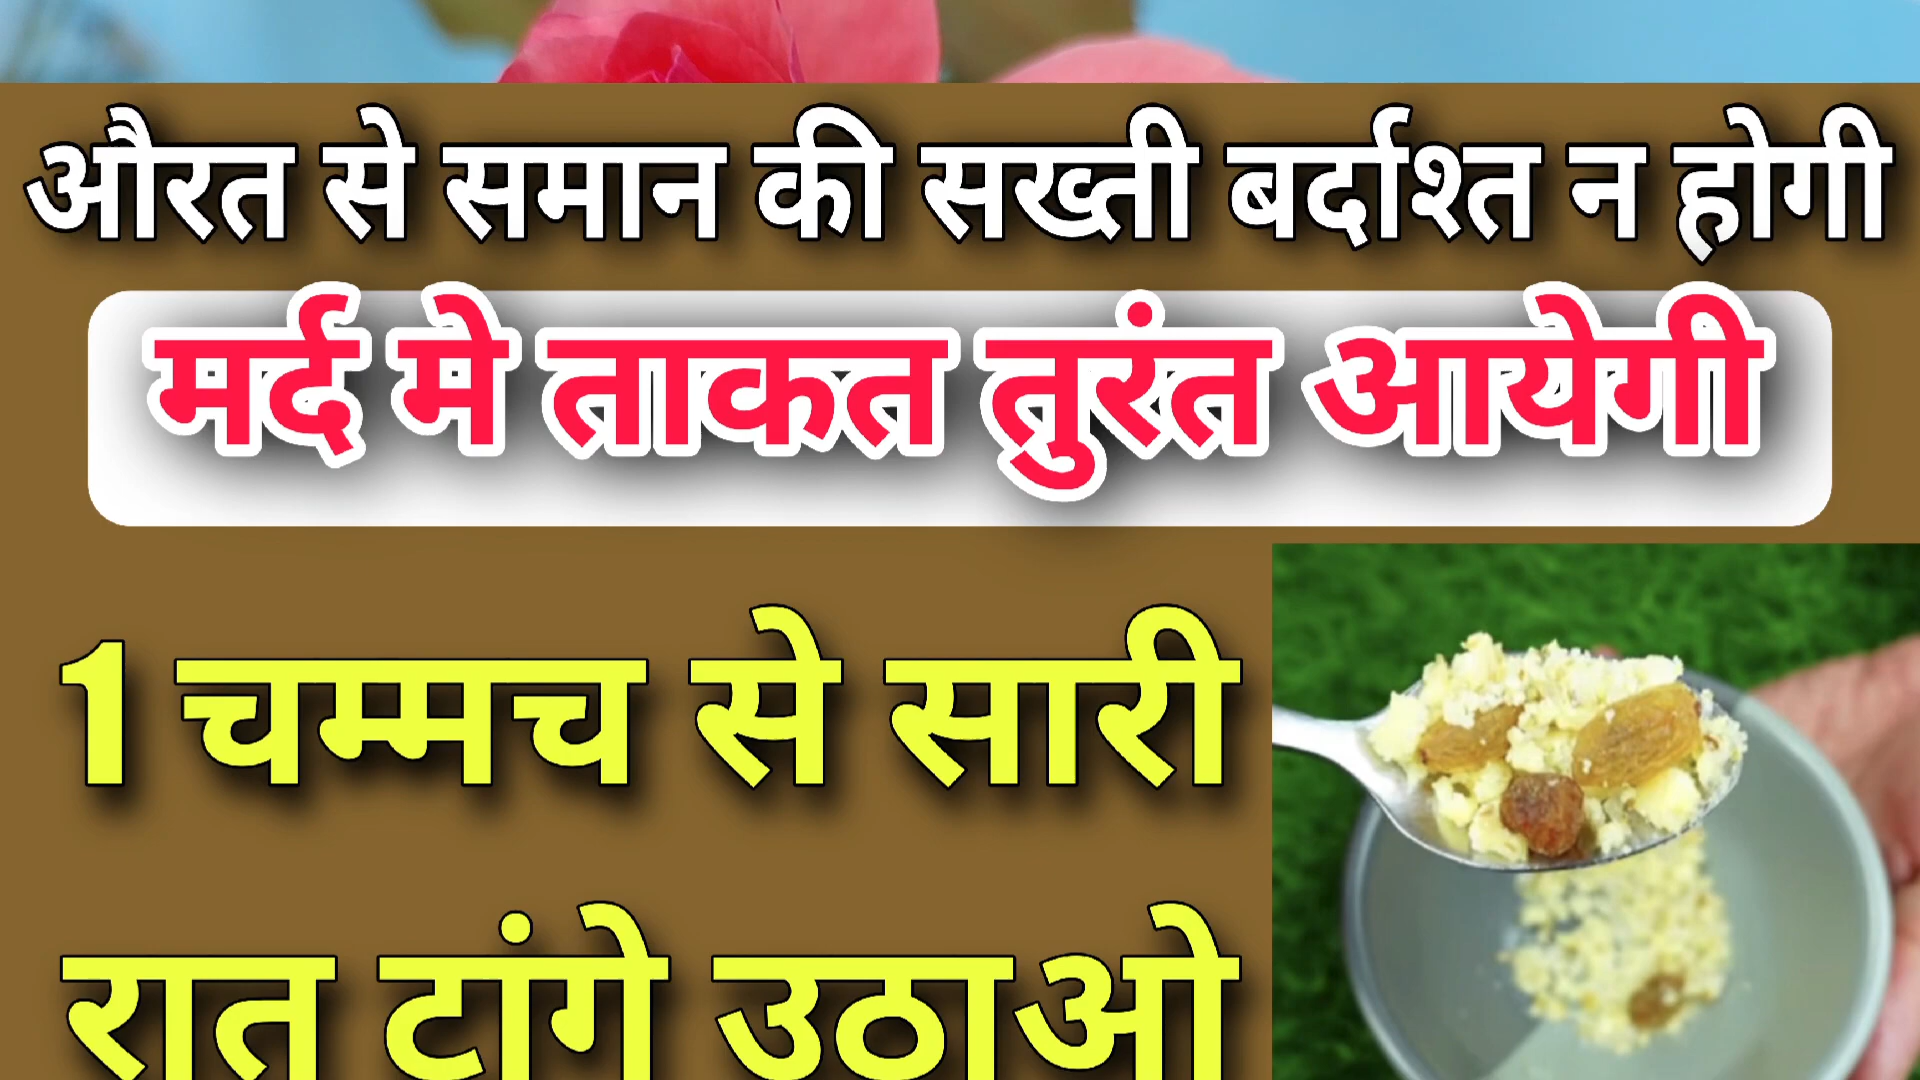 औरत से समान की सख्ती बर्दाश्त न होगी
मर्द मे ताकत तुरंत आयेगी
1 चम्मच से सारी
रात टांगे उठाओ